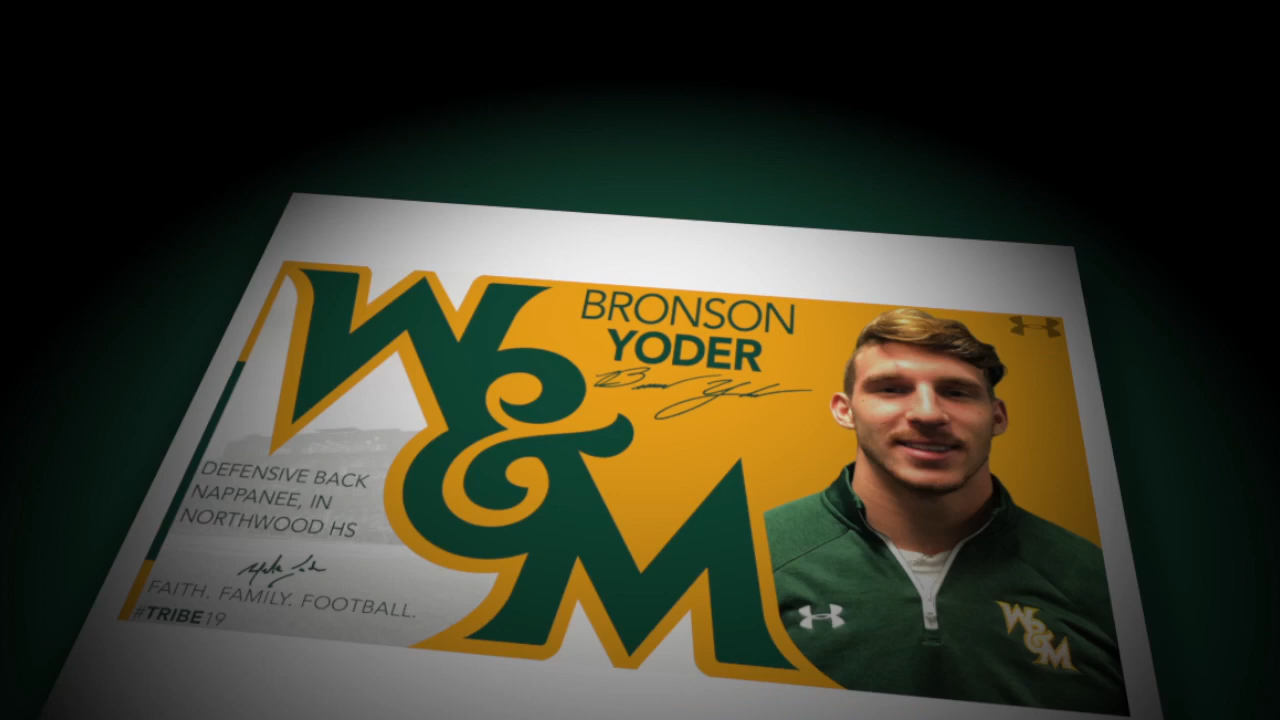 W&M
BRONSON
YODER
DEFENSIVE BACK
NAPPANEE, IN
NORTHWOOD HS
FAITH. FAMILY. FOOTBALL.
#TRIBE19
W&M